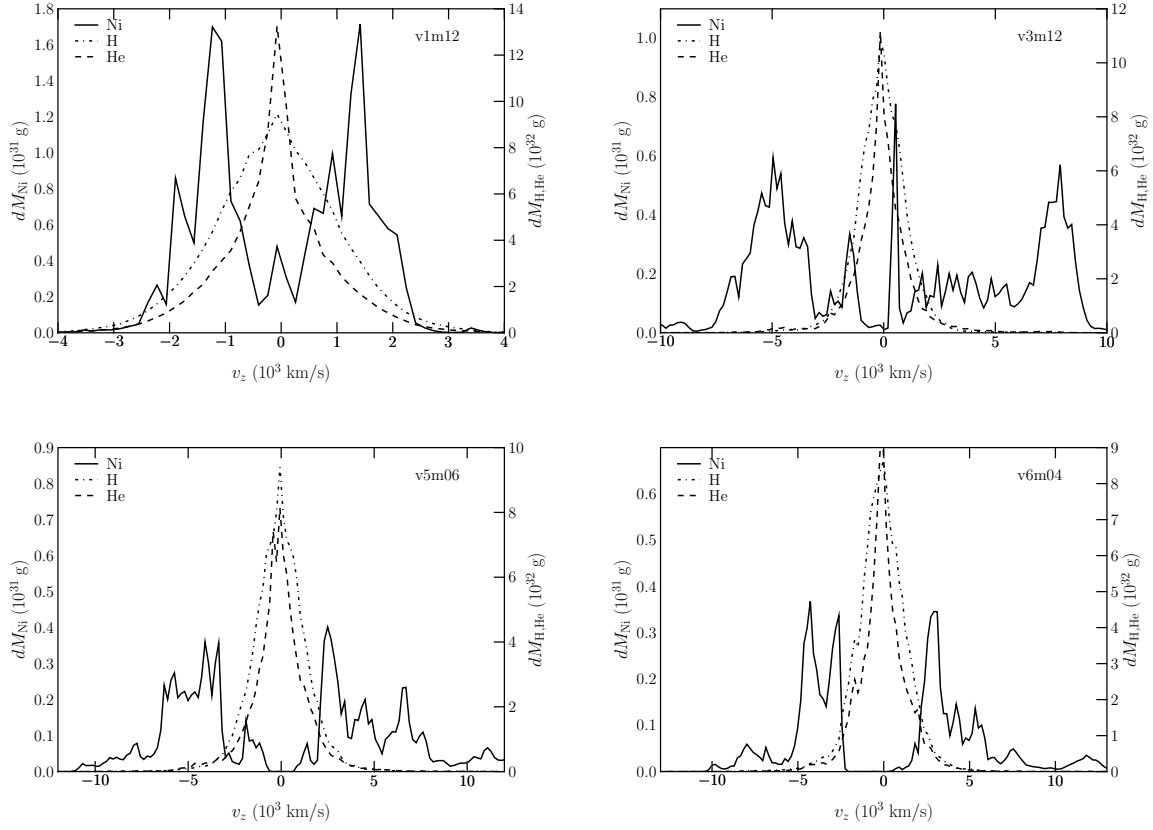 1.8
1.6
1.4
1.2
1.0
0.8
0.6
0.4
0.2
0.0
dM_Ni (10^31 g)
Ni
H
He
v1m12
14
12
10
8
6
4
2
0
dM_H,He (10^32 g)
−4 −3 −2 −1 0 1 2 3 4
v_z (10^3 km/s)
1.0
0.8
0.6
0.4
0.2
0.0
dM_Ni (10^31 g)
Ni
H
He
v3m12
12
10
8
6
4
2
0
dM_H,He (10^32 g)
−10 −5 0 5 10
v_z (10^3 km/s)
0.9
0.8
0.7
0.6
0.5
0.4
0.3
0.2
0.1
0.0
dM_Ni (10^31 g)
Ni
H
He
v5m06
10
8
6
4
2
0
dM_H,He (10^32 g)
−10 −5 0 5 10
v_z (10^3 km/s)
0.6
0.5
0.4
0.3
0.2
0.1
0.0
dM_Ni (10^31 g)
Ni
H
He
v6m04
9
8
7
6
5
4
3
2
1
0
dM_H,He (10^32 g)
−10 −5 0 5 10
v_z (10^3 km/s)